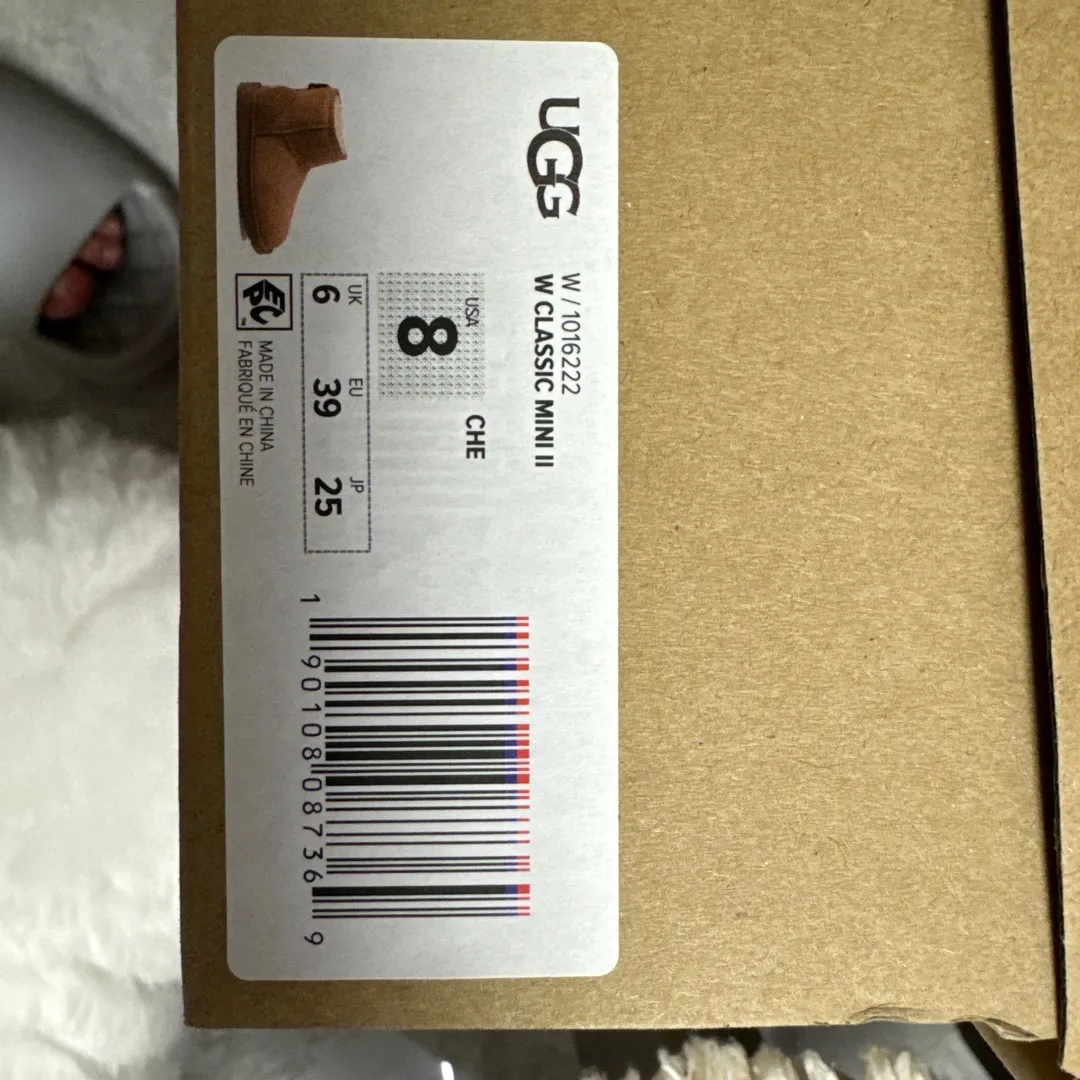 UGG
W / 1016222
W CLASSIC MINI II
USA
8
CHE
UK EU JP
6 39 25
EPC™
MADE IN CHINA
FABRIQUÉ EN CHINE
1 90108 08736 9